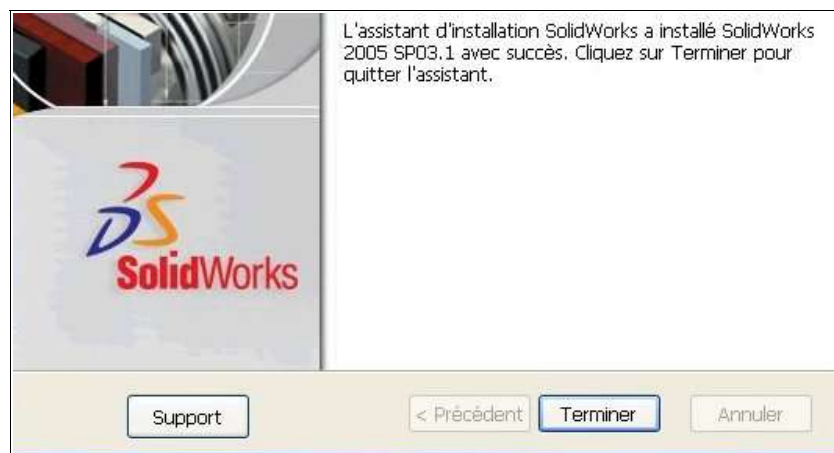 L'assistant d'installation SolidWorks a installé SolidWorks
2005 SP03.1 avec succès. Cliquez sur Terminer pour
quitter l'assistant.
DS
SolidWorks
Support
< Précédent
Terminer
Annuler